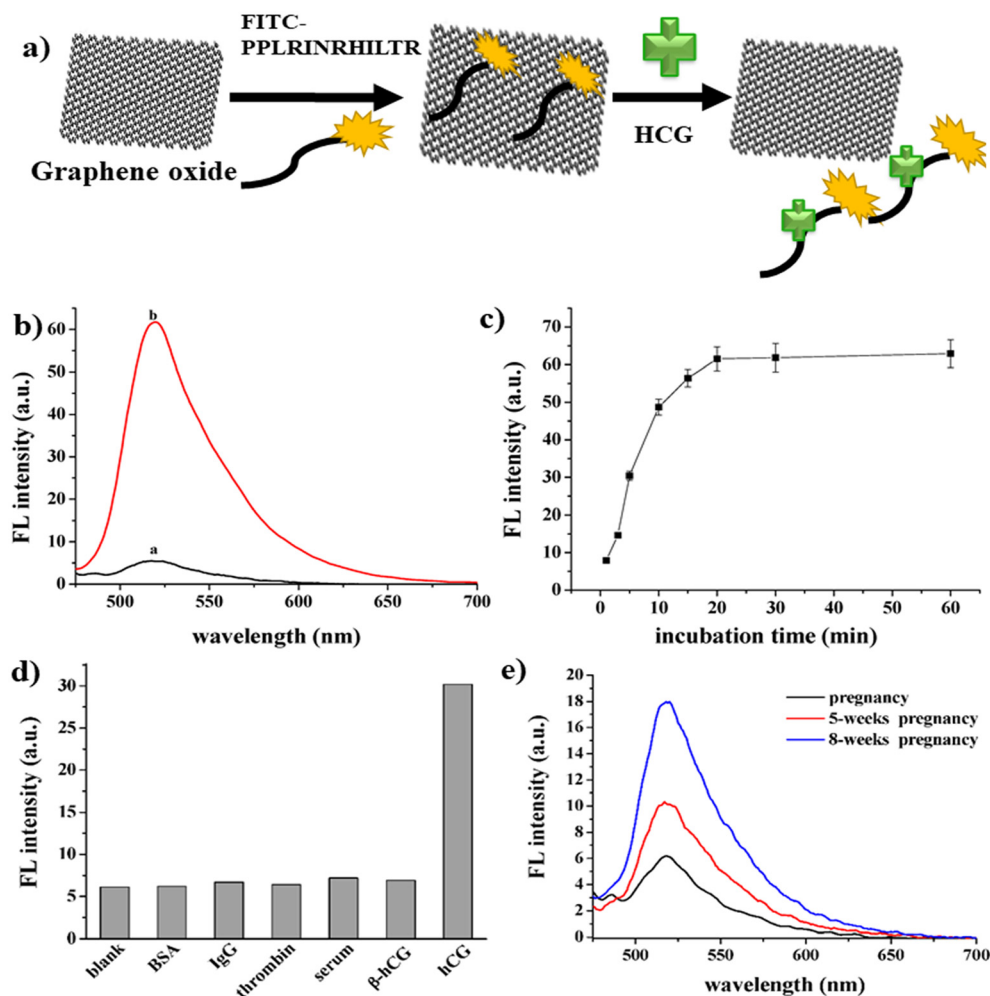 a)
FITC-
PPLRINRHILTR
HCG
Graphene oxide
b)
FL intensity (a.u.)
60
50
40
30
20
10
0
b
a
500
550
600
650
700
wavelength (nm)
c)
FL intensity (a.u.)
70
60
50
40
30
20
10
0
0
10
20
30
40
50
60
incubation time (min)
d)
FL intensity (a.u.)
30
25
20
15
10
5
0
blank
BSA
IgG
thrombin
serum
β-hCG
hCG
e)
FL intensity (a.u.)
18
16
14
12
10
8
6
4
2
0
pregnancy
5-weeks pregnancy
8-weeks pregnancy
500
550
600
650
700
wavelength (nm)